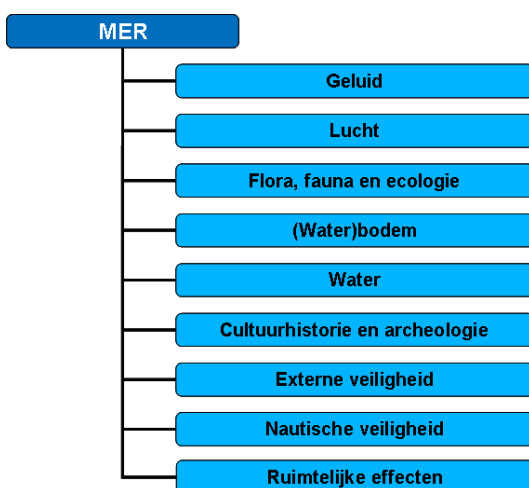 MER
Geluid
Lucht
Flora, fauna en ecologie
(Water)bodem
Water
Cultuurhistorie en archeologie
Externe veiligheid
Nautische veiligheid
Ruimtelijke effecten